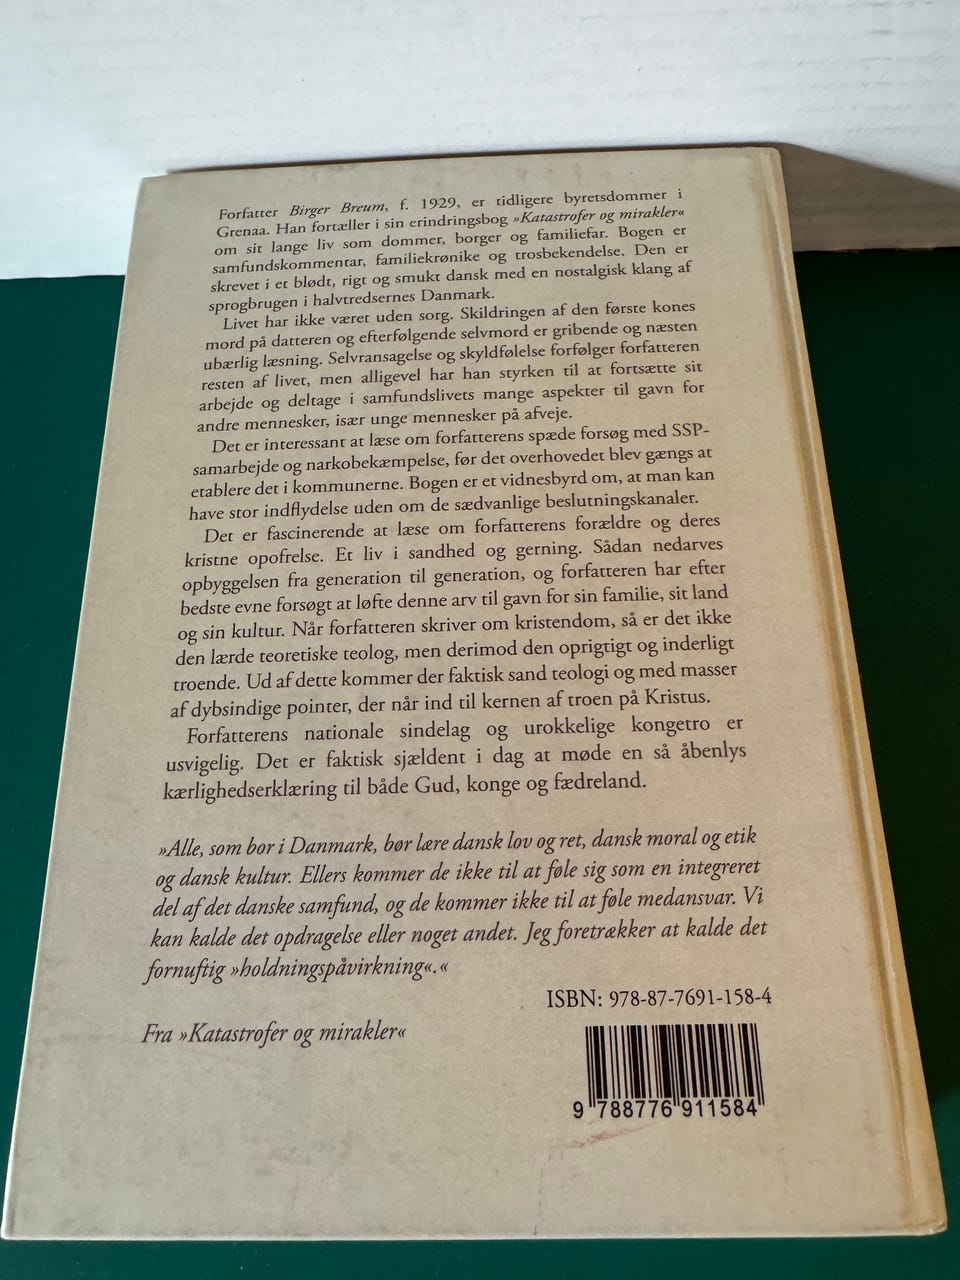 Forfatter Birger Breum, f. 1929, er tidligere byretsdommer i
Grenaa. Han fortæller i sin erindringsbog »Katastrofer og mirakler«
om sit lange liv som dommer, borger og familiefar. Bogen er
samfundskommentar, familiekrønike og trosbekendelse. Den er
skrevet i et blødt, rigt og smukt dansk med en nostalgisk klang af
sprogbrugen i halvtredsernes Danmark.
Livet har ikke været uden sorg. Skildringen af den første kones
mord på datteren og efterfølgende selvmord er gribende og næsten
ubærlig læsning. Selvransagelse og skyldfølelse forfølger forfatteren
resten af livet, men alligevel har han styrken til at fortsætte sit
arbejde og deltage i samfundslivets mange aspekter til gavn for
andre mennesker, især unge mennesker på afveje.
Det er interessant at læse om forfatterens spæde forsøg med SSP-
samarbejde og narkobekæmpelse, før det overhovedet blev gængs at
etablere det i kommunerne. Bogen er et vidnesbyrd om, at man kan
have stor indflydelse uden om de sædvanlige beslutningskanaler.
Det er fascinerende at læse om forfatterens forældre og deres
kristne opofrelse. Et liv i sandhed og gerning. Sådan nedarves
opbyggelsen fra generation til generation, og forfatteren har efter
bedste evne forsøgt at løfte denne arv til gavn for sin familie, sit land
og sin kultur. Når forfatteren skriver om kristendom, så er det ikke
den lærde teoretiske teolog, men derimod den oprigtigt og inderligt
troende. Ud af dette kommer der faktisk sand teologi og med masser
af dybsindige pointer, der når ind til kernen af troen på Kristus.
Forfatterens nationale sindelag og urokkelige kongetro er
usvigelig. Det er faktisk sjældent i dag at møde en så åbenlys
kærlighedserklæring til både Gud, konge og fædreland.
»Alle, som bor i Danmark, bør lære dansk lov og ret, dansk moral og etik
og dansk kultur. Ellers kommer de ikke til at føle sig som en integreret
del af det danske samfund, og de kommer ikke til at føle medansvar. Vi
kan kalde det opdragelse eller noget andet. Jeg foretrækker at kalde det
fornuftig »holdningspåvirkning«.«
ISBN: 978-87-7691-158-4
Fra »Katastrofer og mirakler«
9 788776 911584